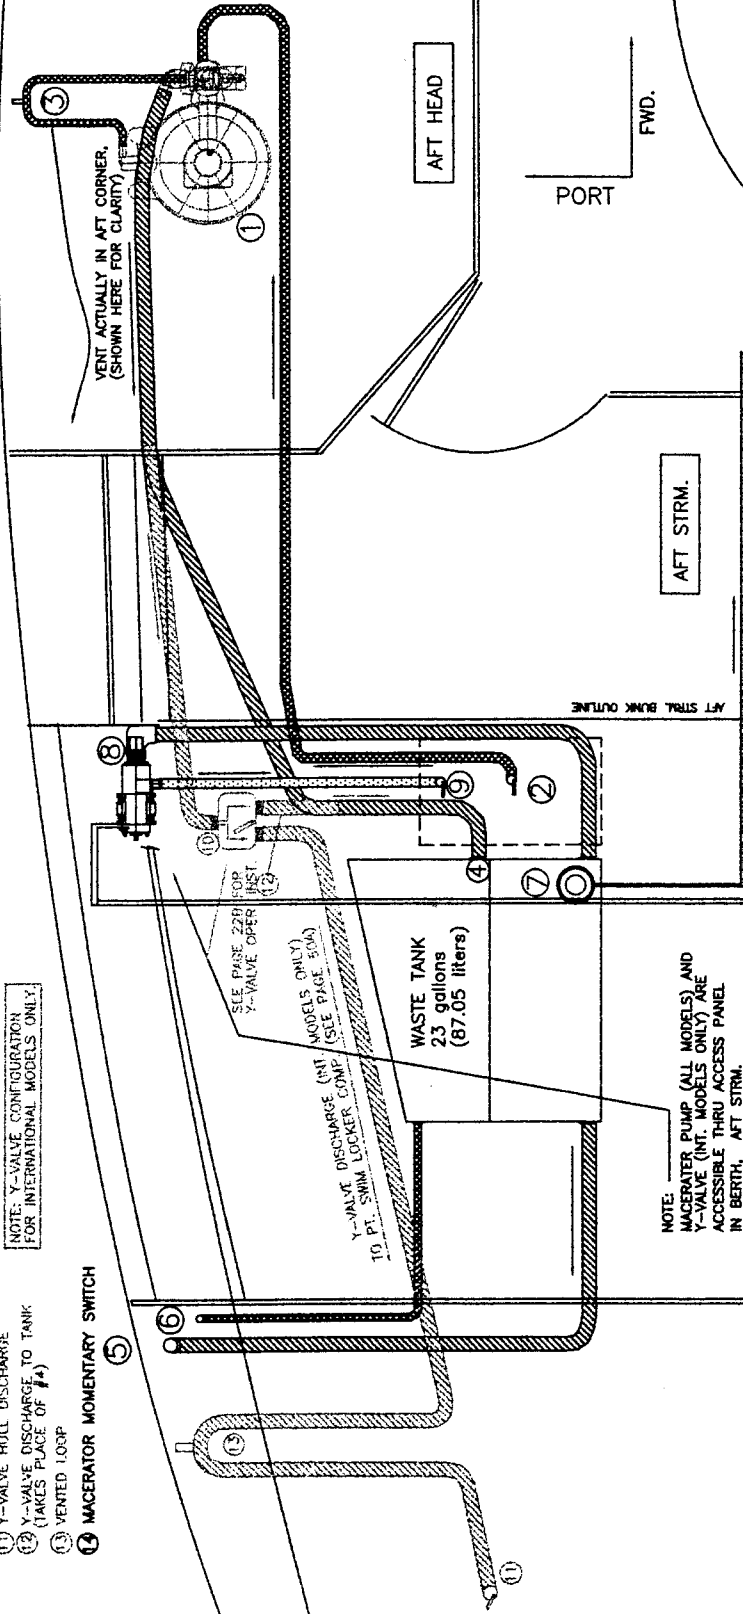 NOTE: Y-VALVE CONFIGURATION
FOR INTERNATIONAL MODELS ONLY.
11 Y-VALVE HULL DISCHARGE
12 Y-VALVE DISCHARGE TO TANK
(TAKES PLACE OF #4)
13 VENTED LOOP
14 MACERATOR MOMENTARY SWITCH
5
6
13
11
Y-VALVE DISCHARGE (INT. MODELS ONLY)
TO PT. SWIM LOCKER COMP. (SEE PAGE 50A)
SEE PAGE 22B FOR
Y-VALVE OPER. INST.
8
10
12
9
2
4
7
WASTE TANK
23 gallons
(87.05 liters)
NOTE:
MACERATER PUMP (ALL MODELS) AND
Y-VALVE (INT. MODELS ONLY) ARE
ACCESSIBLE THRU ACCESS PANEL
IN BERTH, AFT STRM.
AFT STRM. BUNK OUTLINE
AFT STRM.
VENT ACTUALLY IN AFT CORNER,
(SHOWN HERE FOR CLARITY)
3
1
AFT HEAD
PORT
FWD.